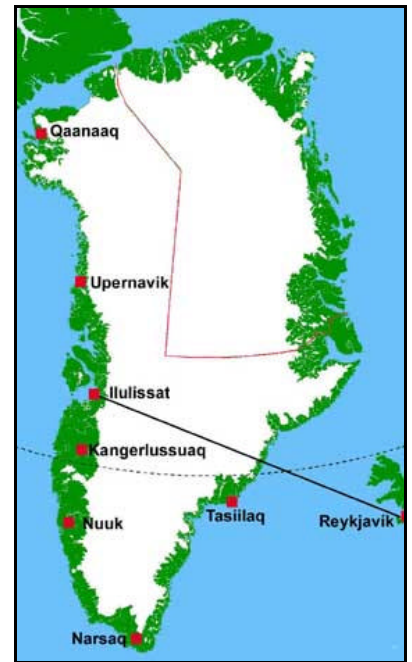 Qaanaaq
Upernavik
Ilulissat
Kangerlussuaq
Tasiilaq
Reykjavik
Nuuk
Narsaq